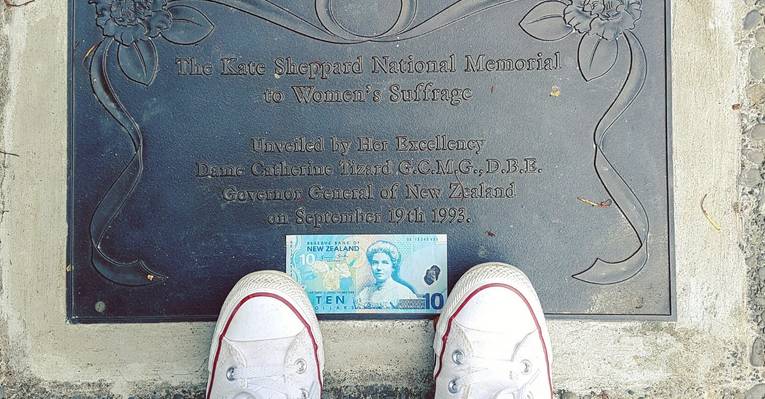 The Kate Sheppard National Memorial
to Women's Suffrage
Unveiled by Her Excellency
Dame Catherine Tizard G.C.M.G., D.B.E.
Governor General of New Zealand
on September 19th 1993.
RESERVE BANK OF
NEW ZEALAND
10
TEN
DOLLARS
10